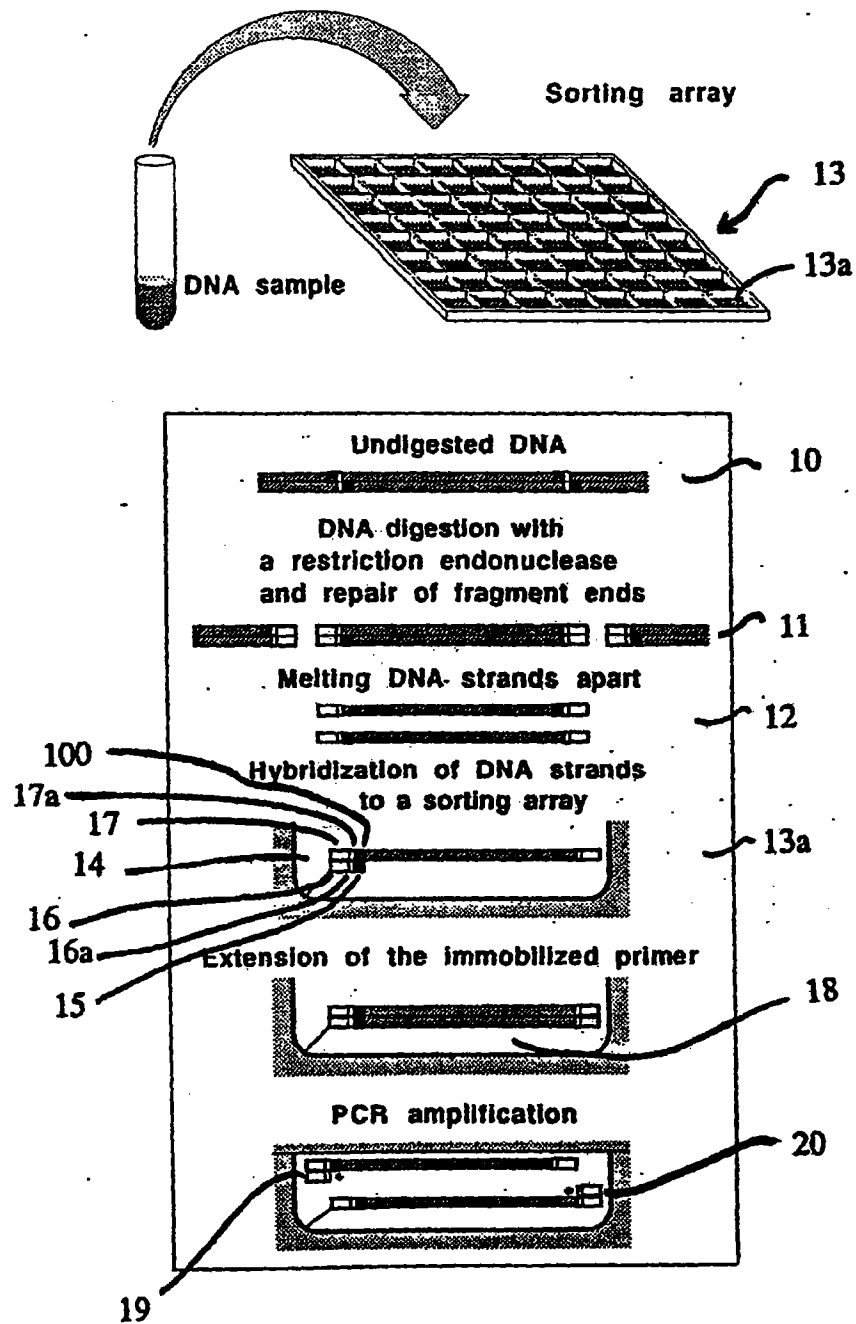 Sorting array
13
13a
DNA sample
Undigested DNA
10
DNA digestion with
a restriction endonuclease
and repair of fragment ends
11
Melting DNA strands apart
12
100
Hybridization of DNA strands
to a sorting array
17a
17
14
13a
16
16a
15
Extension of the immobilized primer
18
PCR amplification
20
19